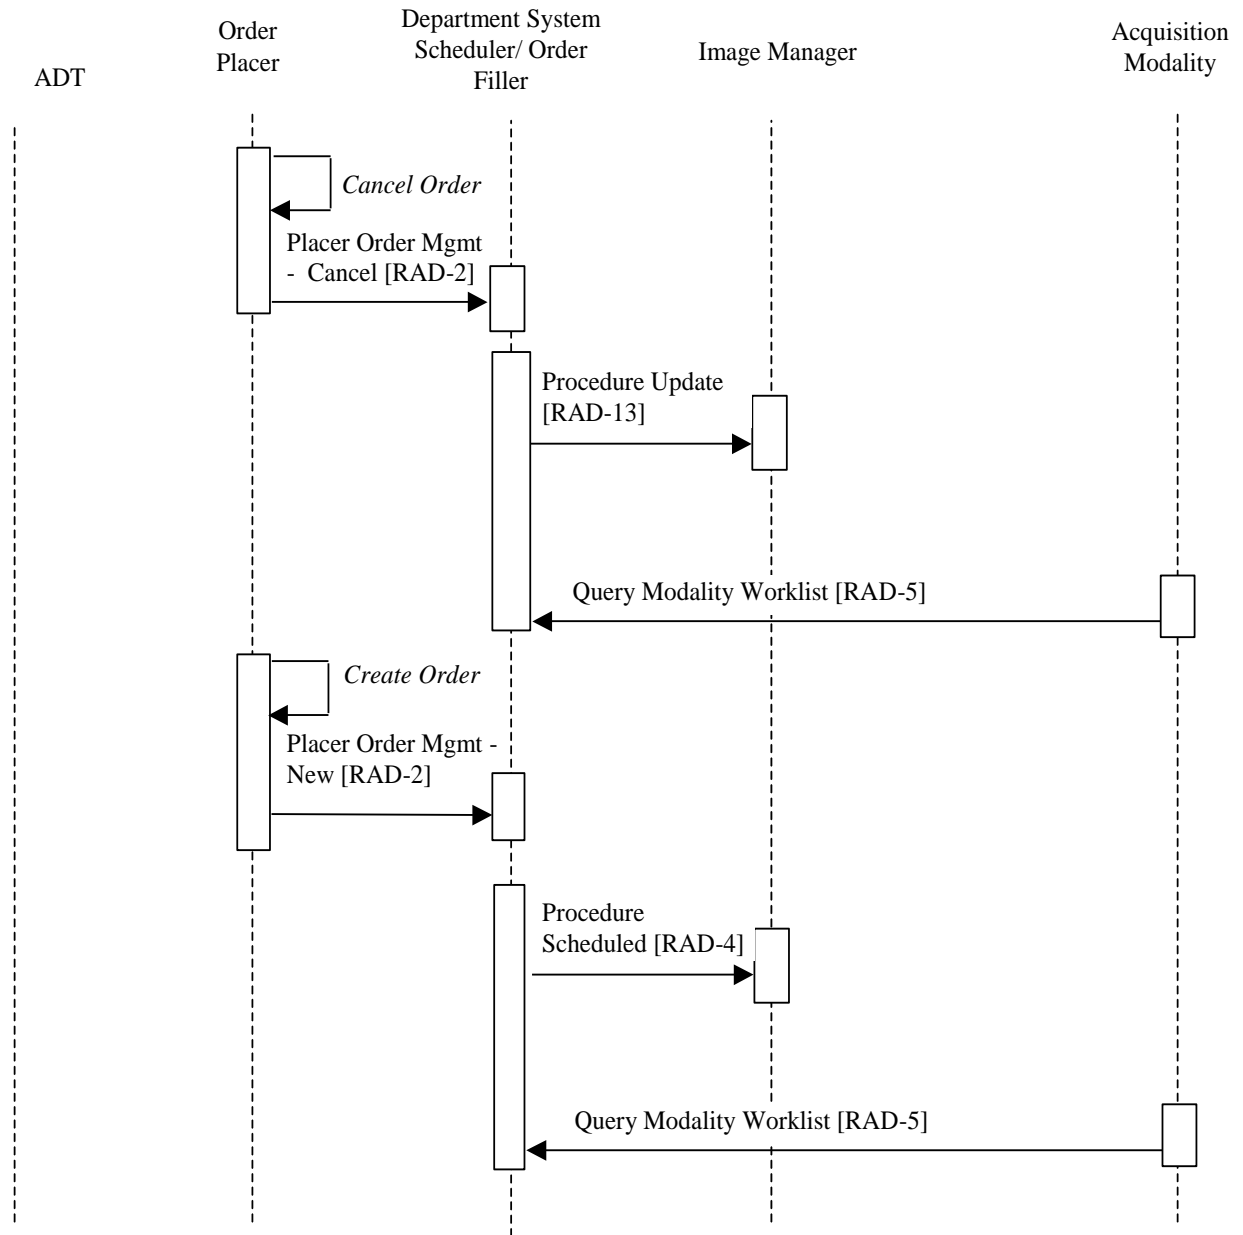 ADT
Order
Placer
Department System
Scheduler/ Order
Filler
Image Manager
Acquisition
Modality
Cancel Order
Placer Order Mgmt
- Cancel [RAD-2]
Procedure Update
[RAD-13]
Query Modality Worklist [RAD-5]
Create Order
Placer Order Mgmt -
New [RAD-2]
Procedure
Scheduled [RAD-4]
Query Modality Worklist [RAD-5]